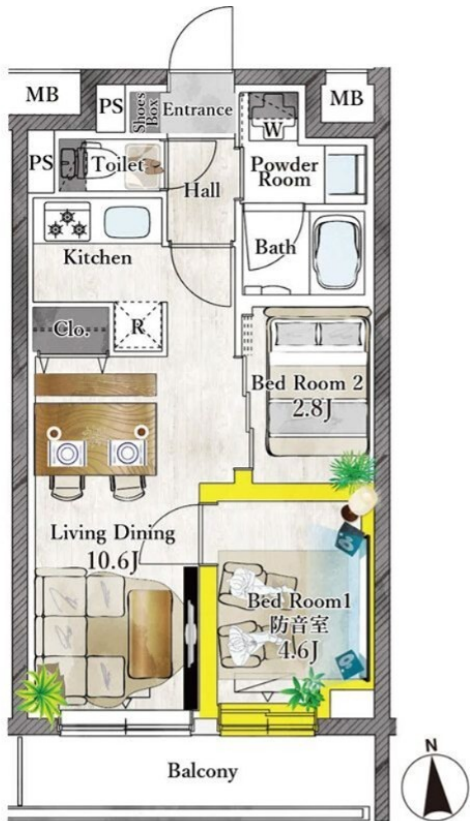 MB
PS
Shoes
Box
Entrance
W
MB
PS
Toilet
Hall
Powder
Room
Kitchen
Bath
Clo.
R
Bed Room 2
2.8J
Living Dining
10.6J
Bed Room1
防音室
4.6J
Balcony
N